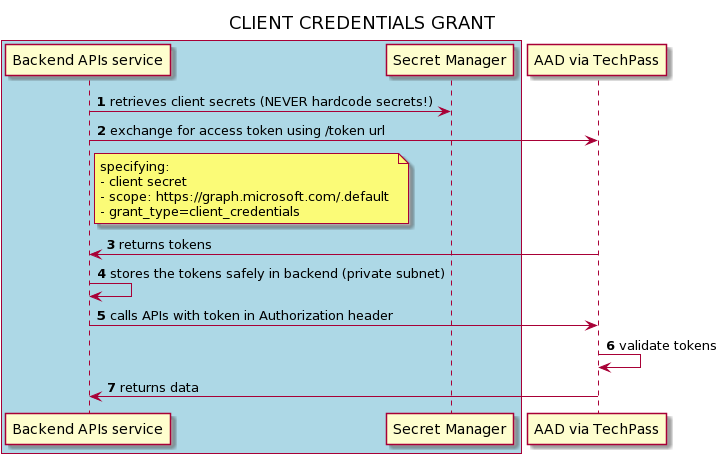 CLIENT CREDENTIALS GRANT
Backend APIs service
Secret Manager
AAD via TechPass
1 retrieves client secrets (NEVER hardcode secrets!)
2 exchange for access token using /token url
specifying:
- client secret
- scope: https://graph.microsoft.com/.default
- grant_type=client_credentials
3 returns tokens
4 stores the tokens safely in backend (private subnet)
5 calls APIs with token in Authorization header
6 validate tokens
7 returns data
Backend APIs service
Secret Manager
AAD via TechPass